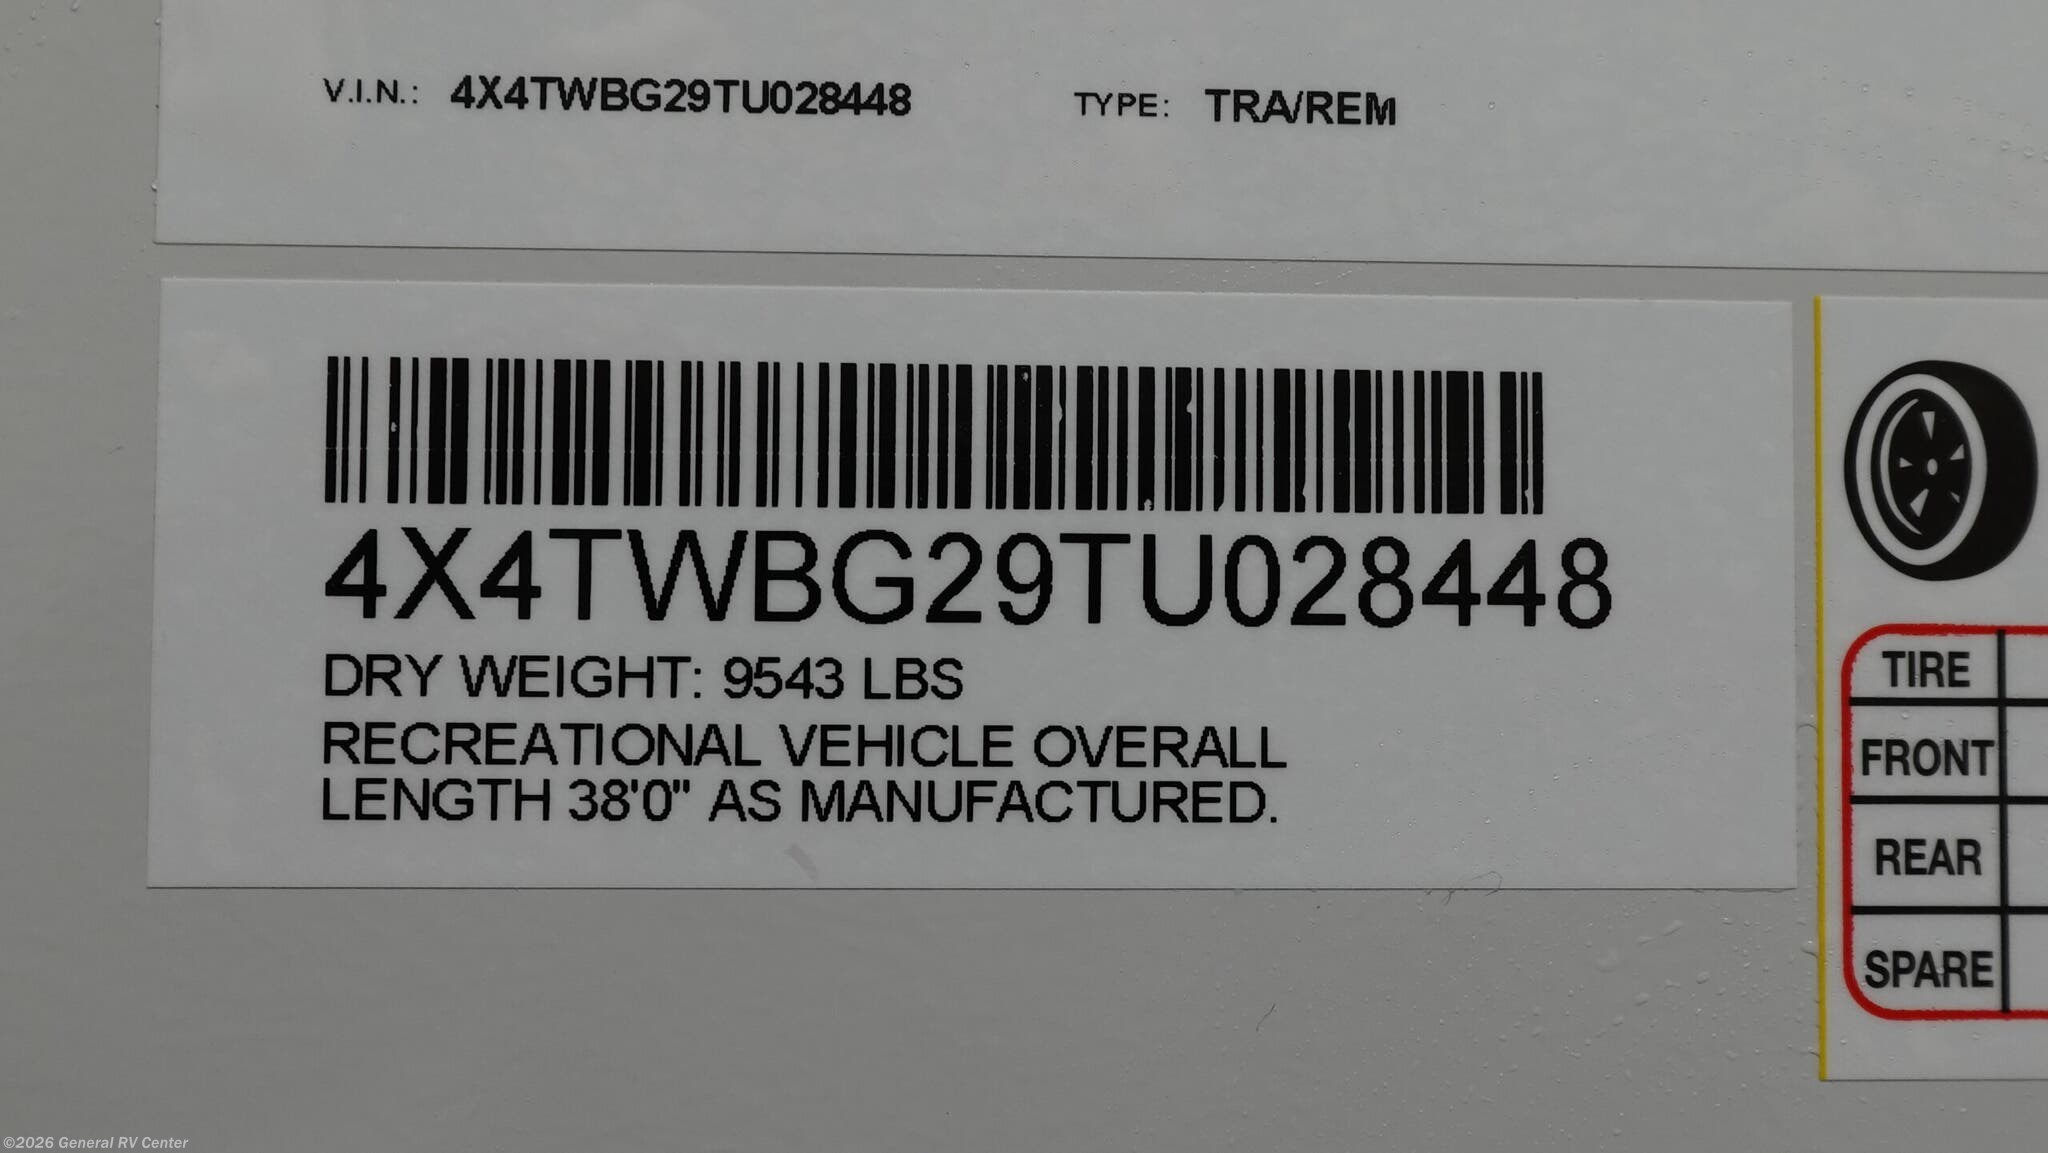 V.I.N.: 4X4TWBG29TU028448 TYPE: TRA/REM
4X4TWBG29TU028448
DRY WEIGHT: 9543 LBS
RECREATIONAL VEHICLE OVERALL
LENGTH 38'0" AS MANUFACTURED.
TIRE
FRONT
REAR
SPARE
©2026 General RV Center